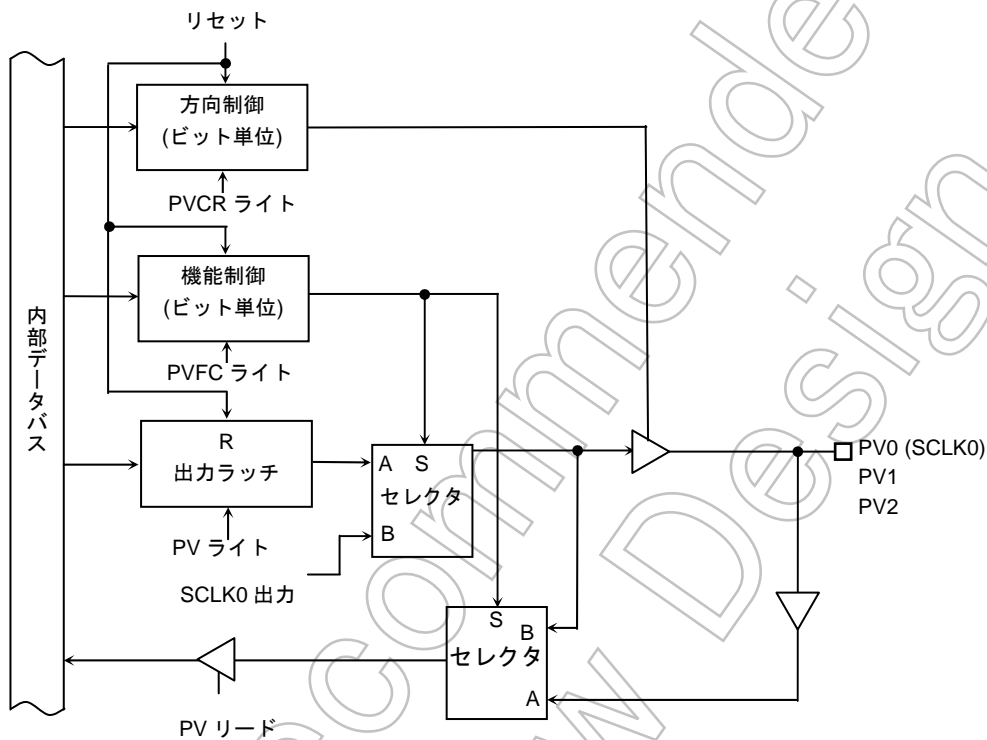 リセット
方向制御
(ビット単位)
PVCR ライト
機能制御
(ビット単位)
PVFC ライト
内部データバス
R
出力ラッチ
PV ライト
A S
セレクタ
B
SCLK0 出力
PV0 (SCLK0)
PV1
PV2
S
B
セレクタ
A
PV リード
ecommende
w Design